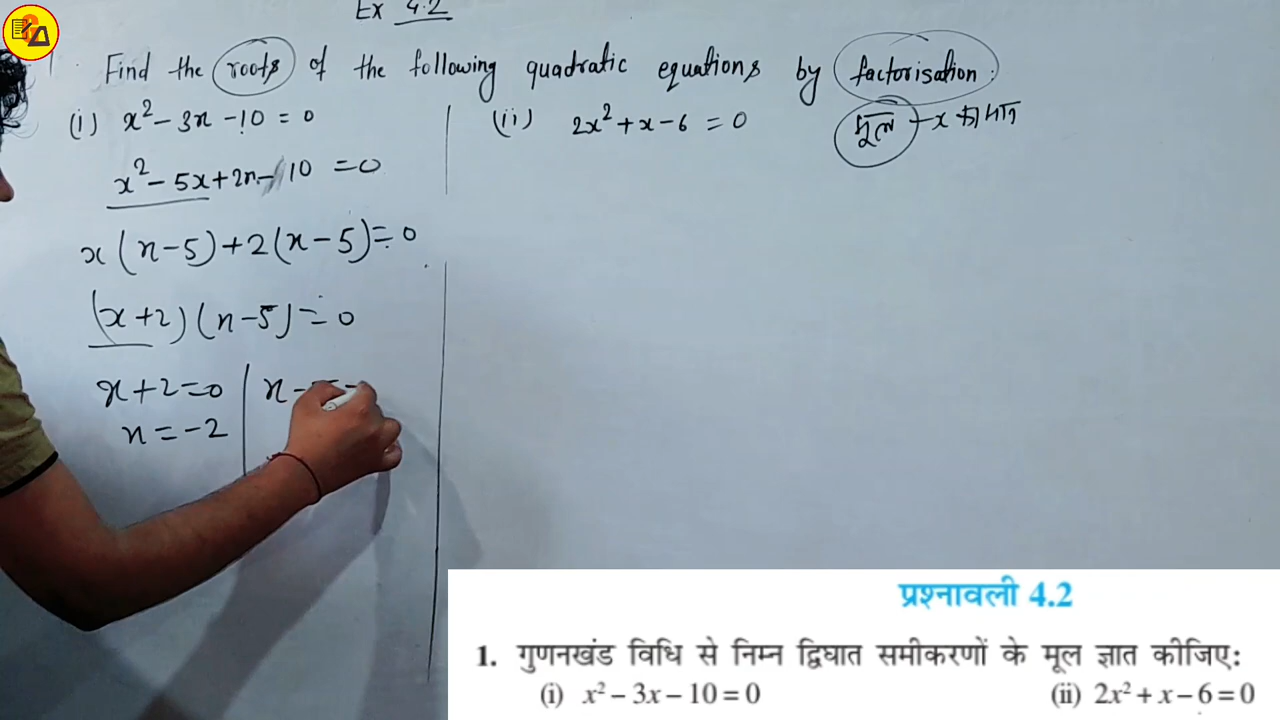 Ex 4.2
Find the roots of the following quadratic equations by factorisation.
(i) x² - 3x - 10 = 0
(ii) 2x² + x - 6 = 0
मूल - x का मान
x² - 5x + 2x - 10 = 0
x(x - 5) + 2(x - 5) = 0
(x + 2)(x - 5) = 0
x + 2 = 0 | x -
x = -2
प्रश्नावली 4.2
1. गुणनखंड विधि से निम्न द्विघात समीकरणों के मूल ज्ञात कीजिए:
(i) x² – 3x – 10 = 0 (ii) 2x² + x – 6 = 0